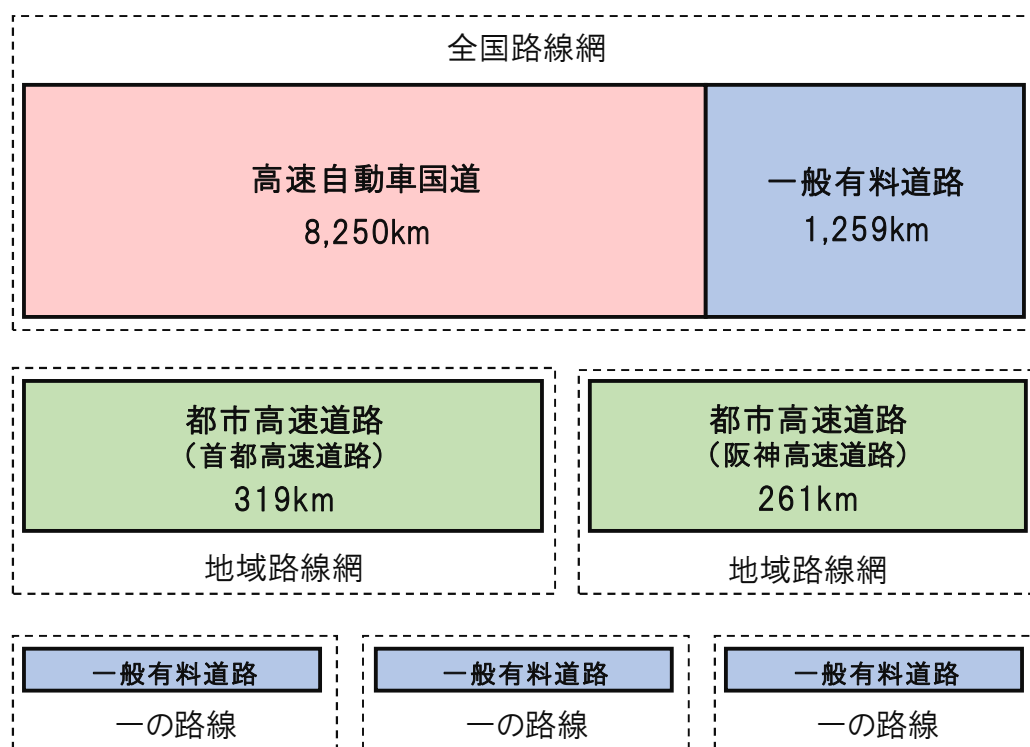 全国路線網
高速自動車国道
8,250km
一般有料道路
1,259km
都市高速道路
（首都高速道路）
319km
地域路線網
都市高速道路
（阪神高速道路）
261km
地域路線網
一般有料道路
一の路線
一般有料道路
一の路線
一般有料道路
一の路線